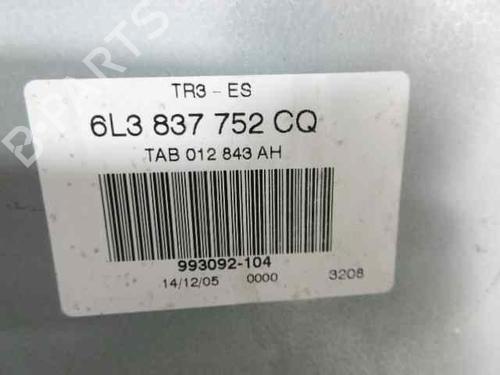 TR3 - ES
6L3 837 752 CQ
TAB 012 843 AH
993092-104
14/12/05 0000 3208
B-PARTS